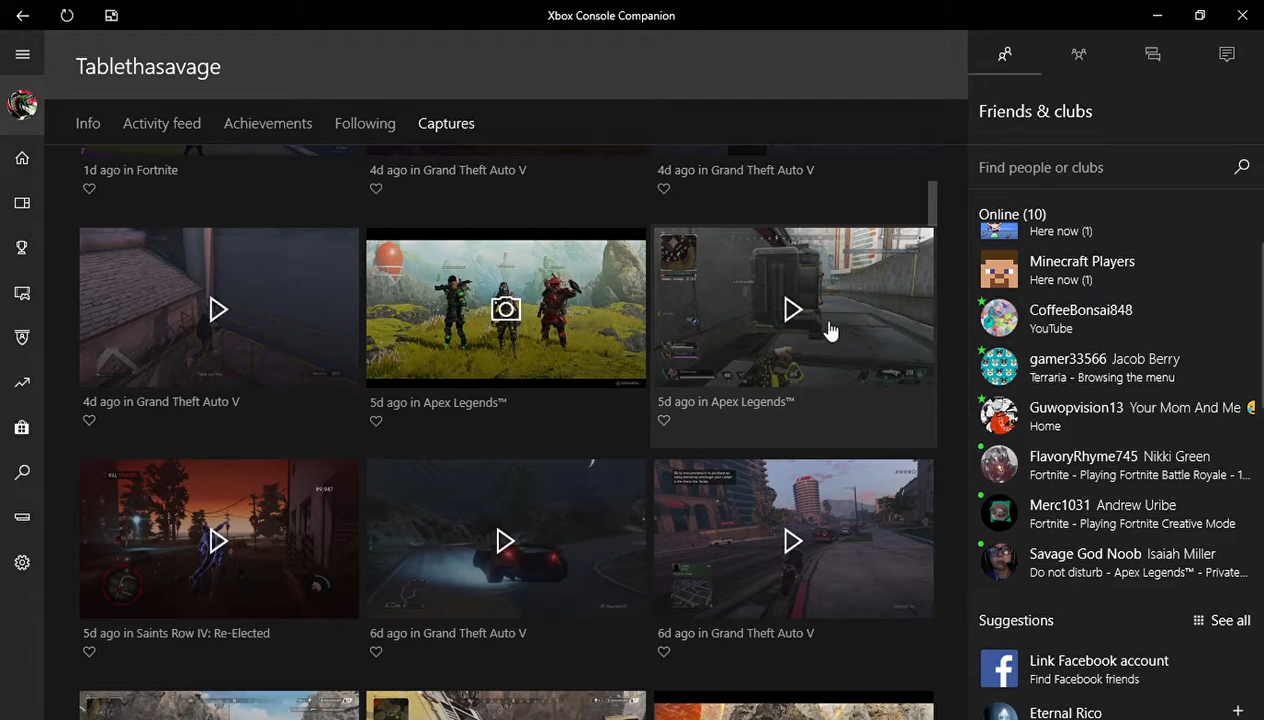 Xbox Console Companion
Tablethasavage
Info Activity feed Achievements Following Captures
1d ago in Fortnite
4d ago in Grand Theft Auto V
4d ago in Grand Theft Auto V
4d ago in Grand Theft Auto V
5d ago in Apex Legends™
5d ago in Apex Legends™
5d ago in Saints Row IV: Re-Elected
6d ago in Grand Theft Auto V
6d ago in Grand Theft Auto V
Friends & clubs
Find people or clubs
Online (10)
Here now (1)
Minecraft Players
Here now (1)
CoffeeBonsai848
YouTube
gamer33566 Jacob Berry
Terraria - Browsing the menu
Guwopvision13 Your Mom And Me
Home
FlavoryRhyme745 Nikki Green
Fortnite - Playing Fortnite Battle Royale - 1...
Merc1031 Andrew Uribe
Fortnite - Playing Fortnite Creative Mode
Savage God Noob Isaiah Miller
Do not disturb - Apex Legends™ - Private...
Suggestions See all
Link Facebook account
Find Facebook friends
Eternal Rico